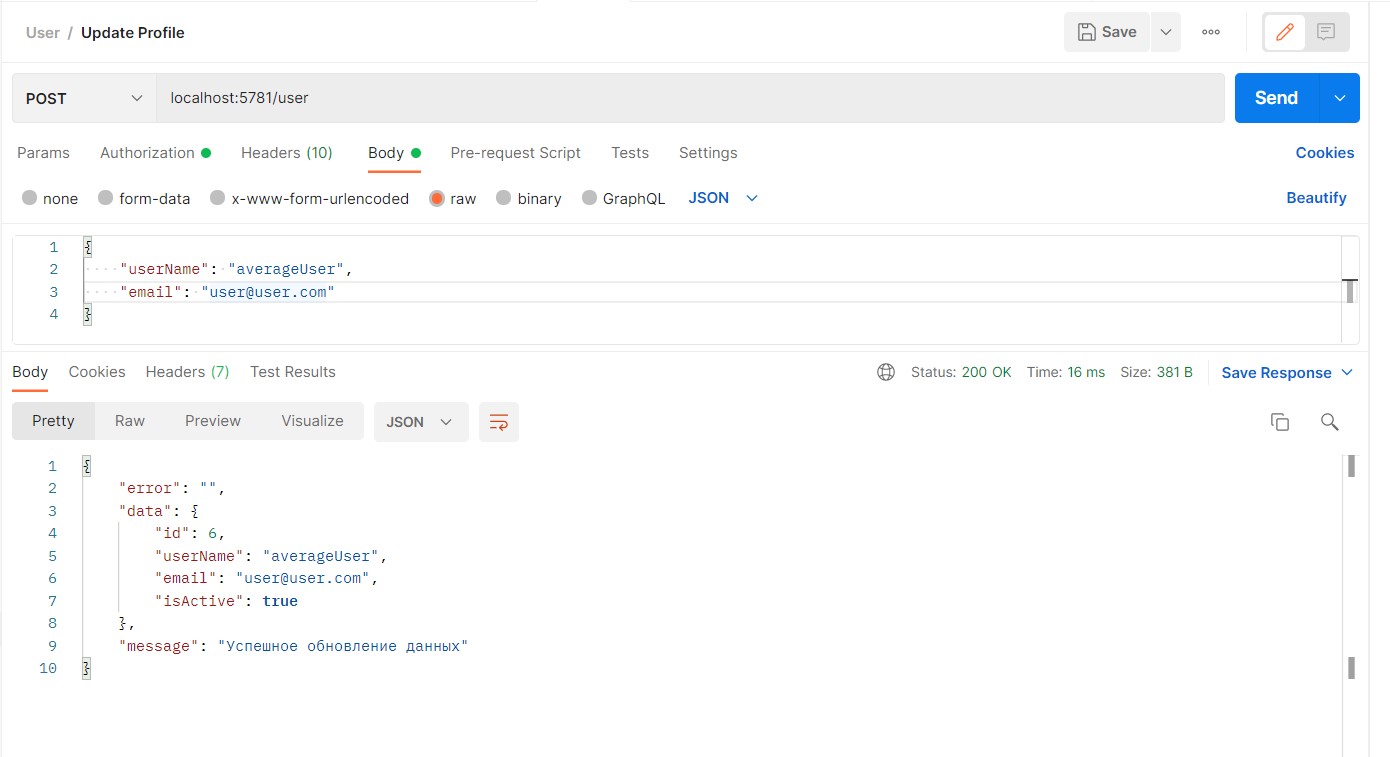 User / Update Profile
Save
POST
localhost:5781/user
Send
Params Authorization Headers (10) Body Pre-request Script Tests Settings Cookies
none form-data x-www-form-urlencoded raw binary GraphQL JSON Beautify
1 {
2 "userName": "averageUser",
3 "email": "user@user.com"
4 }
Body Cookies Headers (7) Test Results Status: 200 OK Time: 16 ms Size: 381 B Save Response
Pretty Raw Preview Visualize JSON
1 {
2 "error": "",
3 "data": {
4 "id": 6,
5 "userName": "averageUser",
6 "email": "user@user.com",
7 "isActive": true
8 },
9 "message": "Успешное обновление данных"
10 }